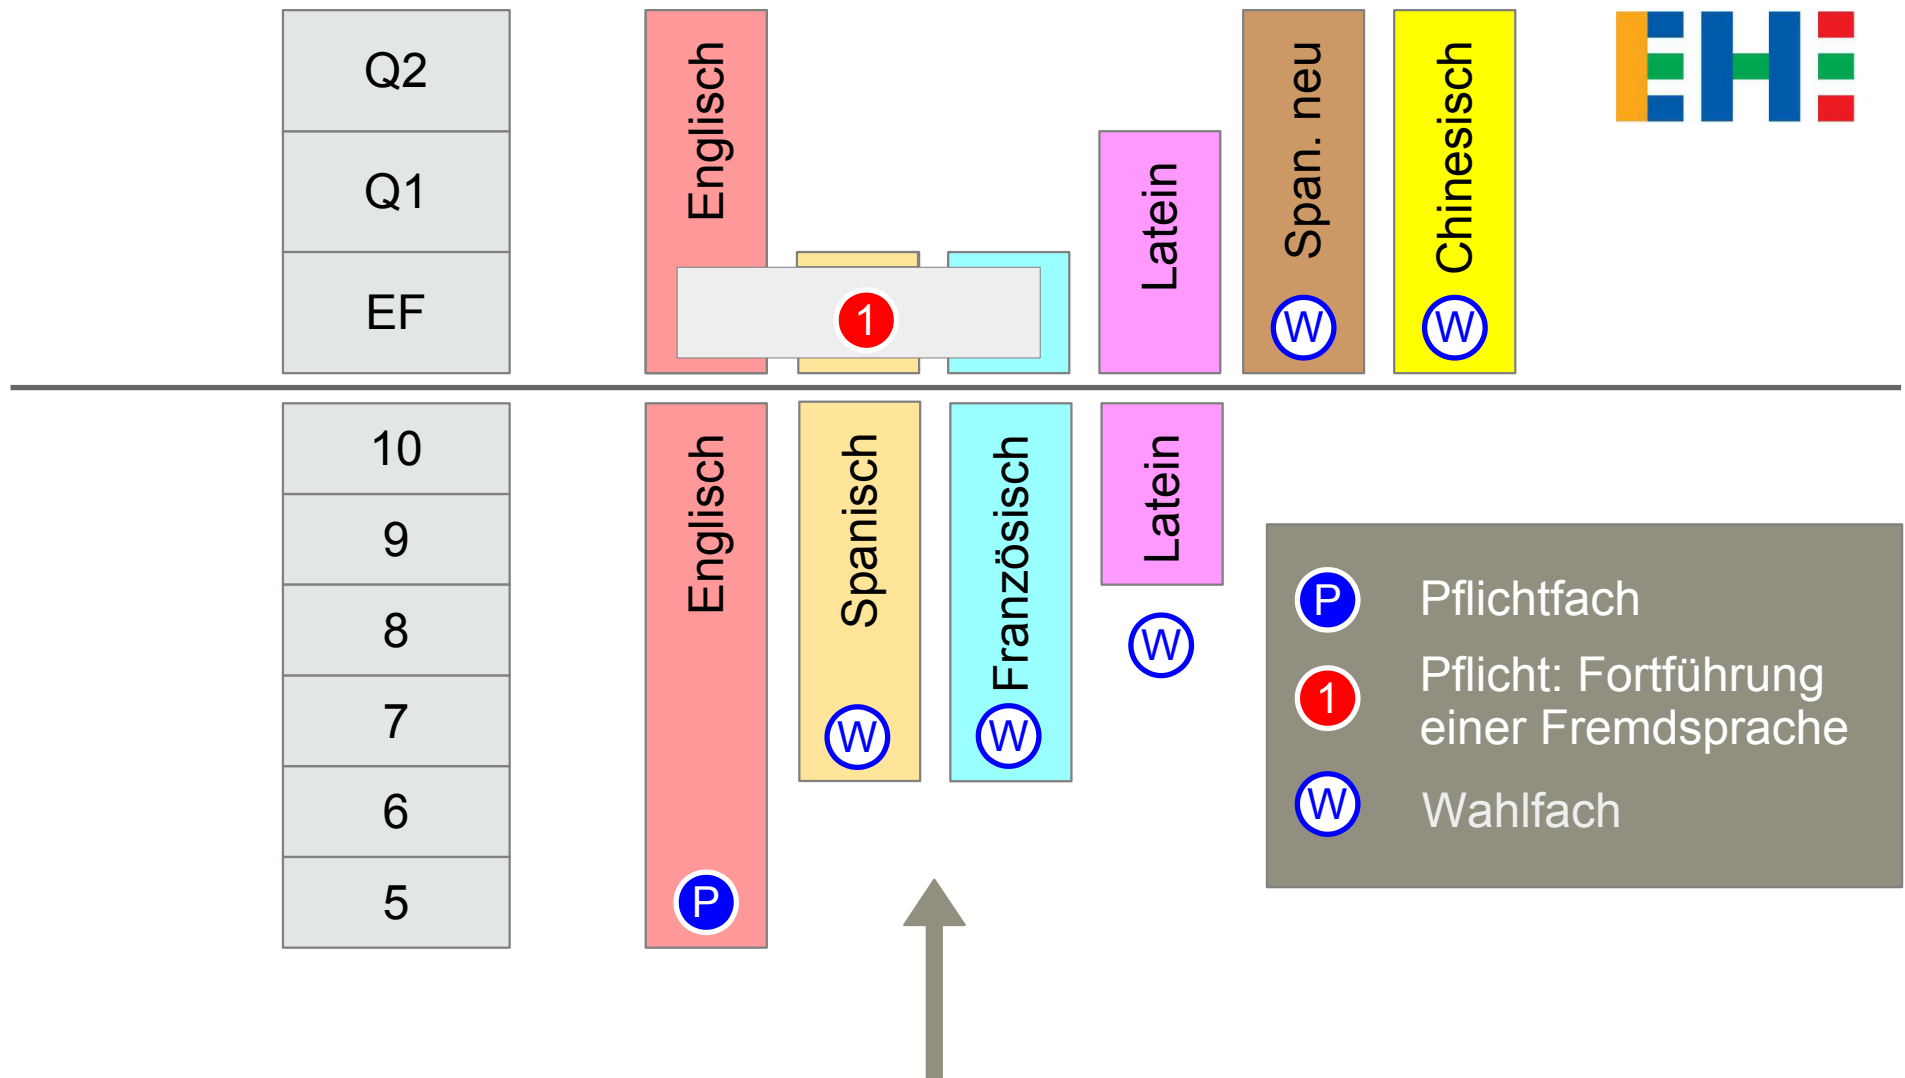 Q2
Q1
EF
Englisch
1
Latein
Span. neu
W
Chinesisch
W
EHE
10
9
8
7
6
5
Englisch
P
Spanisch
W
Französisch
W
Latein
W
P Pflichtfach
1 Pflicht: Fortführung
einer Fremdsprache
W Wahlfach